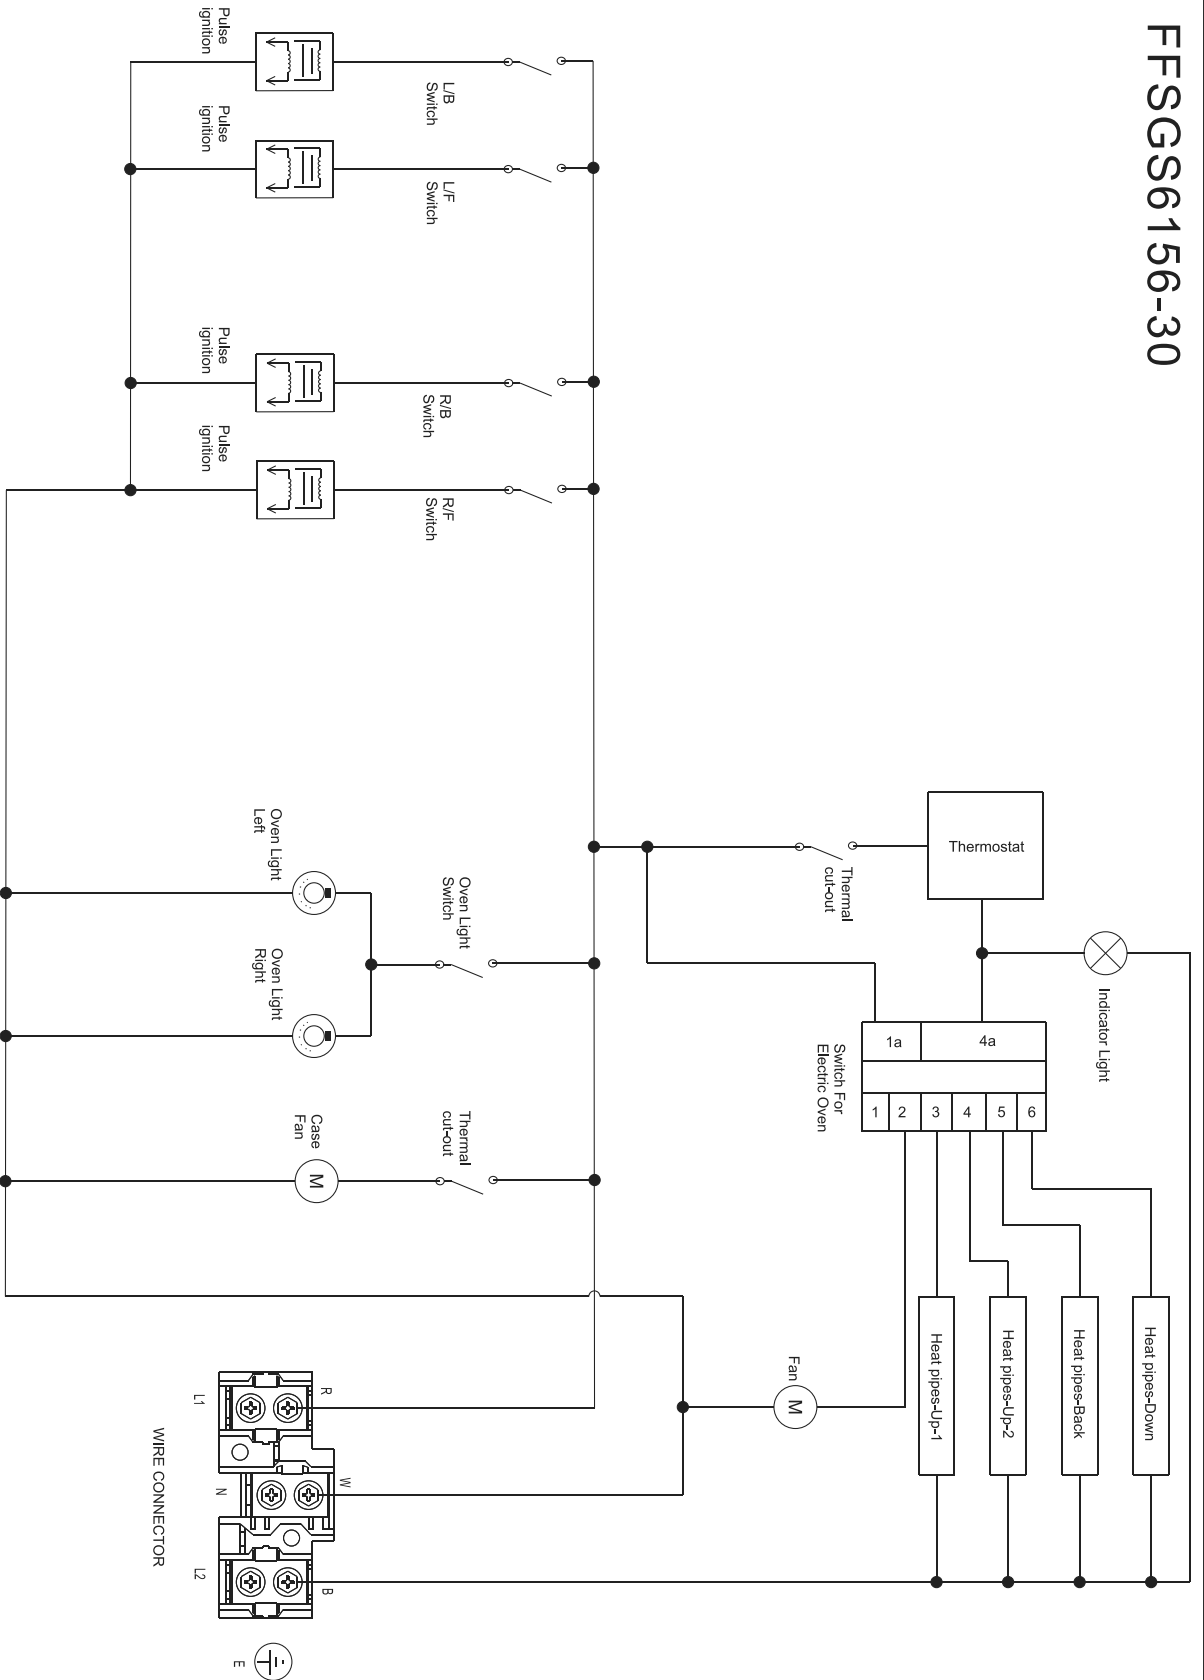 FFSGS6156-30
Pulse
ignition
L/B
Switch
Pulse
ignition
L/F
Switch
Pulse
ignition
R/B
Switch
Pulse
ignition
R/F
Switch
Thermostat
Thermal
cut-out
Indicator Light
Oven Light
Left
Oven Light
Switch
Oven Light
Right
1a
4a
Switch For
Electric Oven
1
2
3
4
5
6
Case
Fan
M
Thermal
cut-out
Fan
M
Heat pipes-Up-1
Heat pipes-Up-2
Heat pipes-Back
Heat pipes-Down
R
L1
W
N
B
L2
WIRE CONNECTOR
E